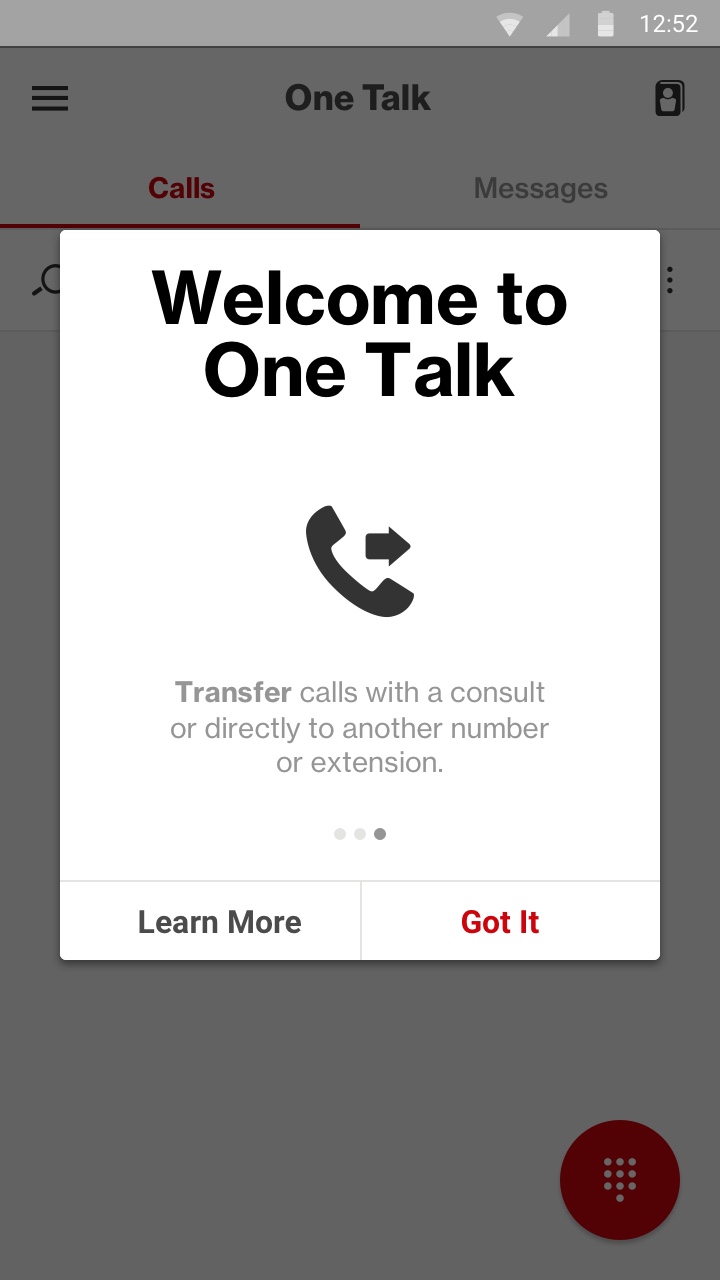 12:52
One Talk
Calls Messages
Welcome to
One Talk
Transfer calls with a consult
or directly to another number
or extension.
Learn More Got It